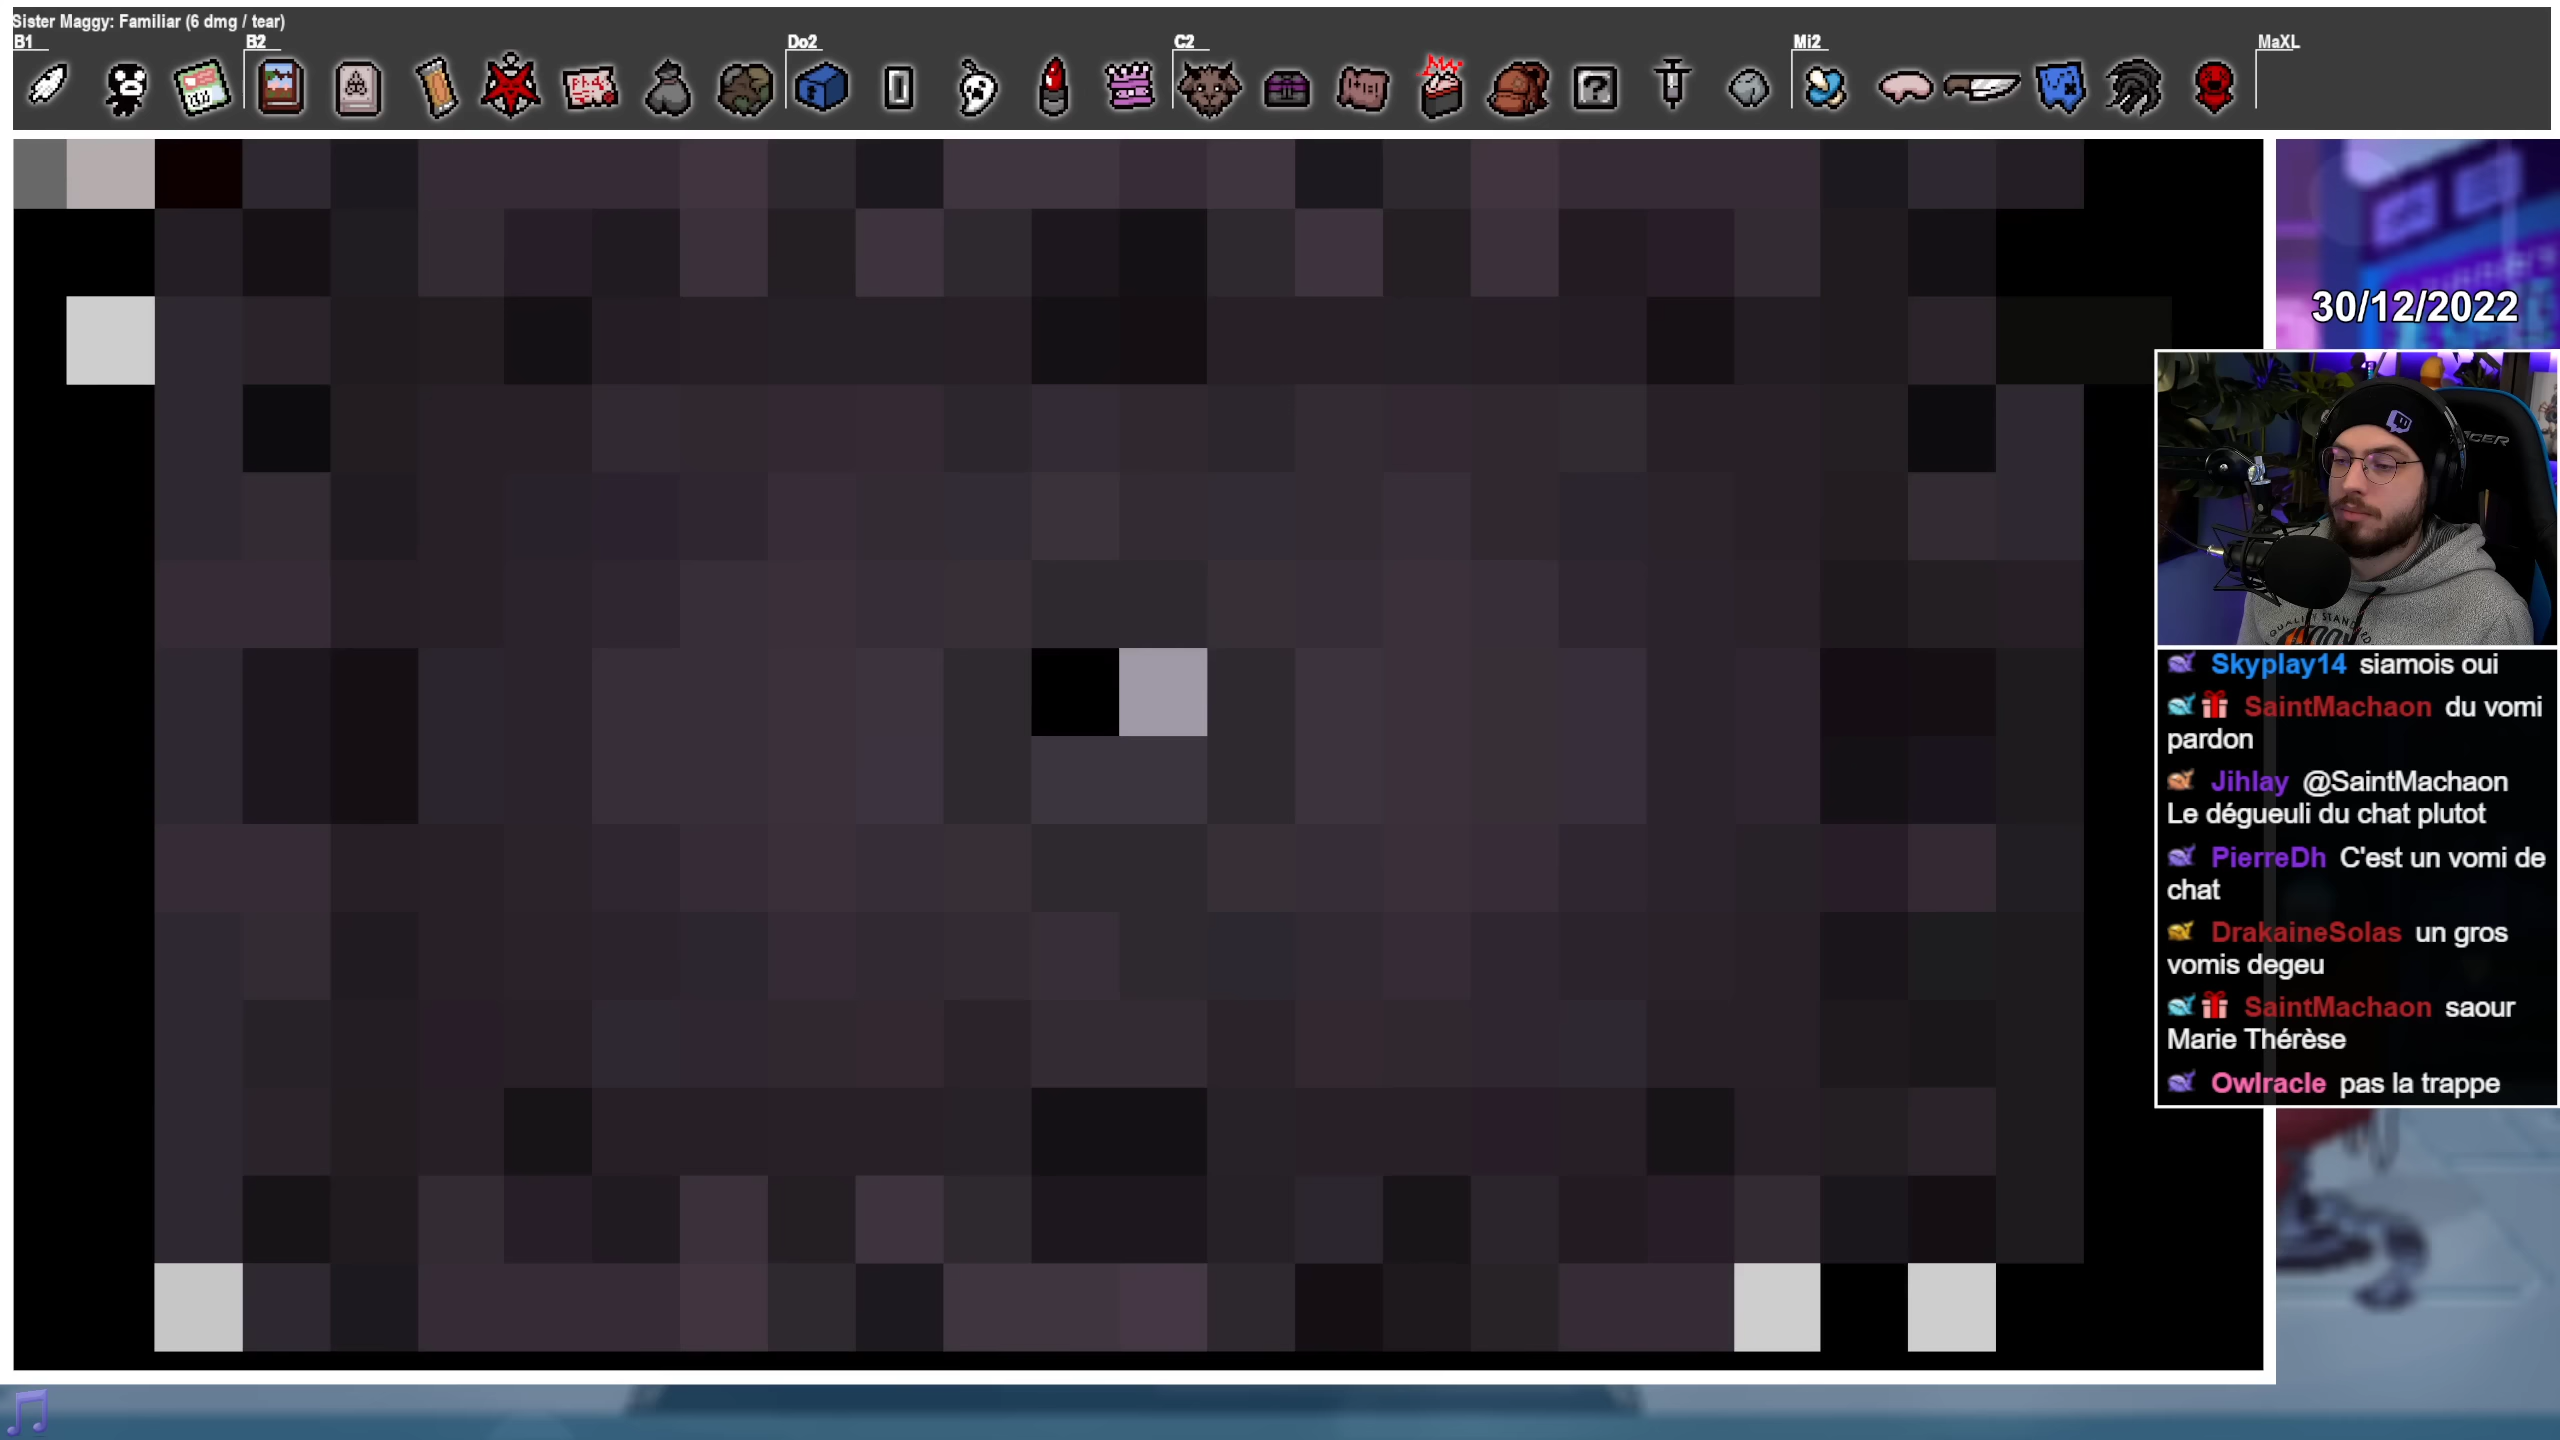 Sister Maggy: Familiar (6 dmg / tear)
B1
B2
Do2
C2
Mi2
MaXL
30/12/2022
QUALITY STAND
Skyplay14 siamois oui
SaintMachaon du vomi
pardon
Jihlay @SaintMachaon
Le dégueuli du chat plutot
PierreDh C'est un vomi de
chat
DrakaineSolas un gros
vomis degeu
SaintMachaon saour
Marie Thérèse
Owlracle pas la trappe